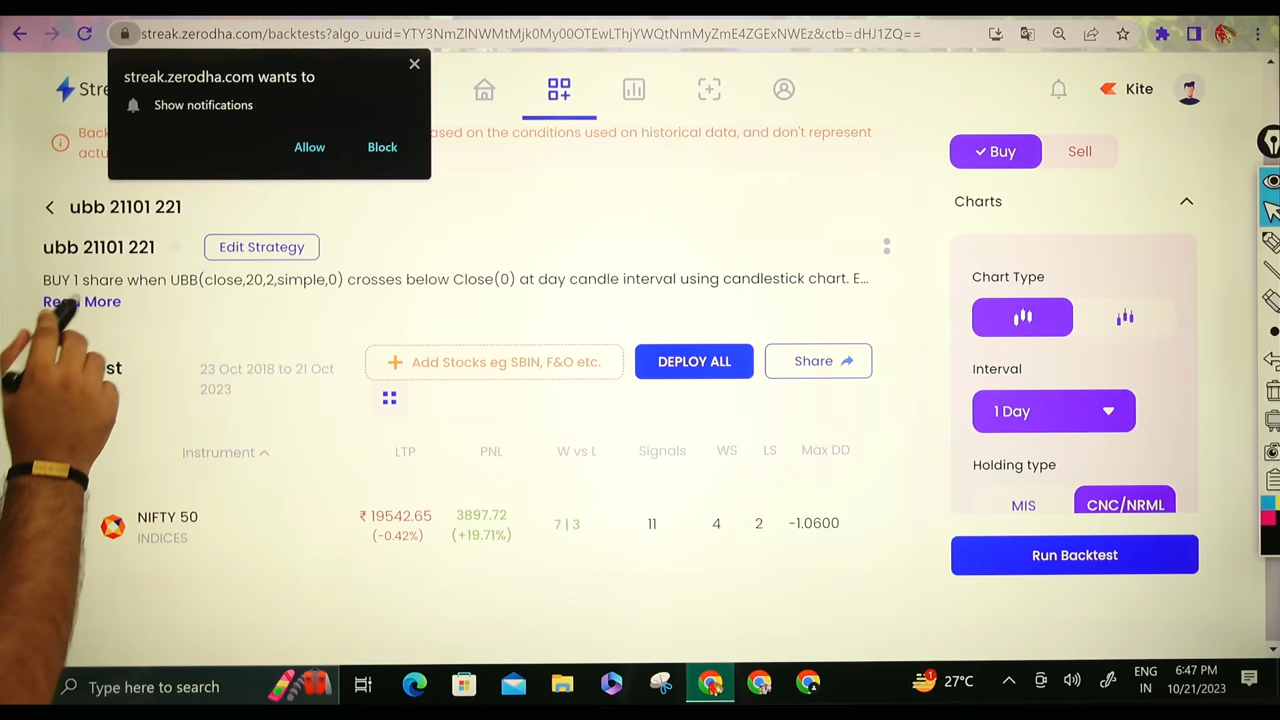 streak.zerodha.com/backtests?algo_uuid=YTY3NmZlNWMtMjk0My00OTEwLThjYWQtNmMyZmE4ZGExNWEz&ctb=dHJ1ZQ==
streak.zerodha.com wants to
Show notifications
Allow Block
Kite
ased on the conditions used on historical data, and don't represent
Buy Sell
Charts
ubb 21101 221
ubb 21101 221
Edit Strategy
BUY 1 share when UBB(close,20,2,simple,0) crosses below Close(0) at day candle interval using candlestick chart. E...
More
Chart Type
23 Oct 2018 to 21 Oct
2023
+ Add Stocks eg SBIN, F&O etc.
DEPLOY ALL
Share
Interval
1 Day
Instrument LTP PNL W vs L Signals WS LS Max DD
Holding type
MIS CNC/NRML
NIFTY 50
INDICES
₹ 19542.65
(-0.42%)
3897.72
(+19.71%)
7 | 3
11
4
2
-1.0600
Run Backtest
Type here to search
1
27°C
ENG
IN
6:47 PM
10/21/2023